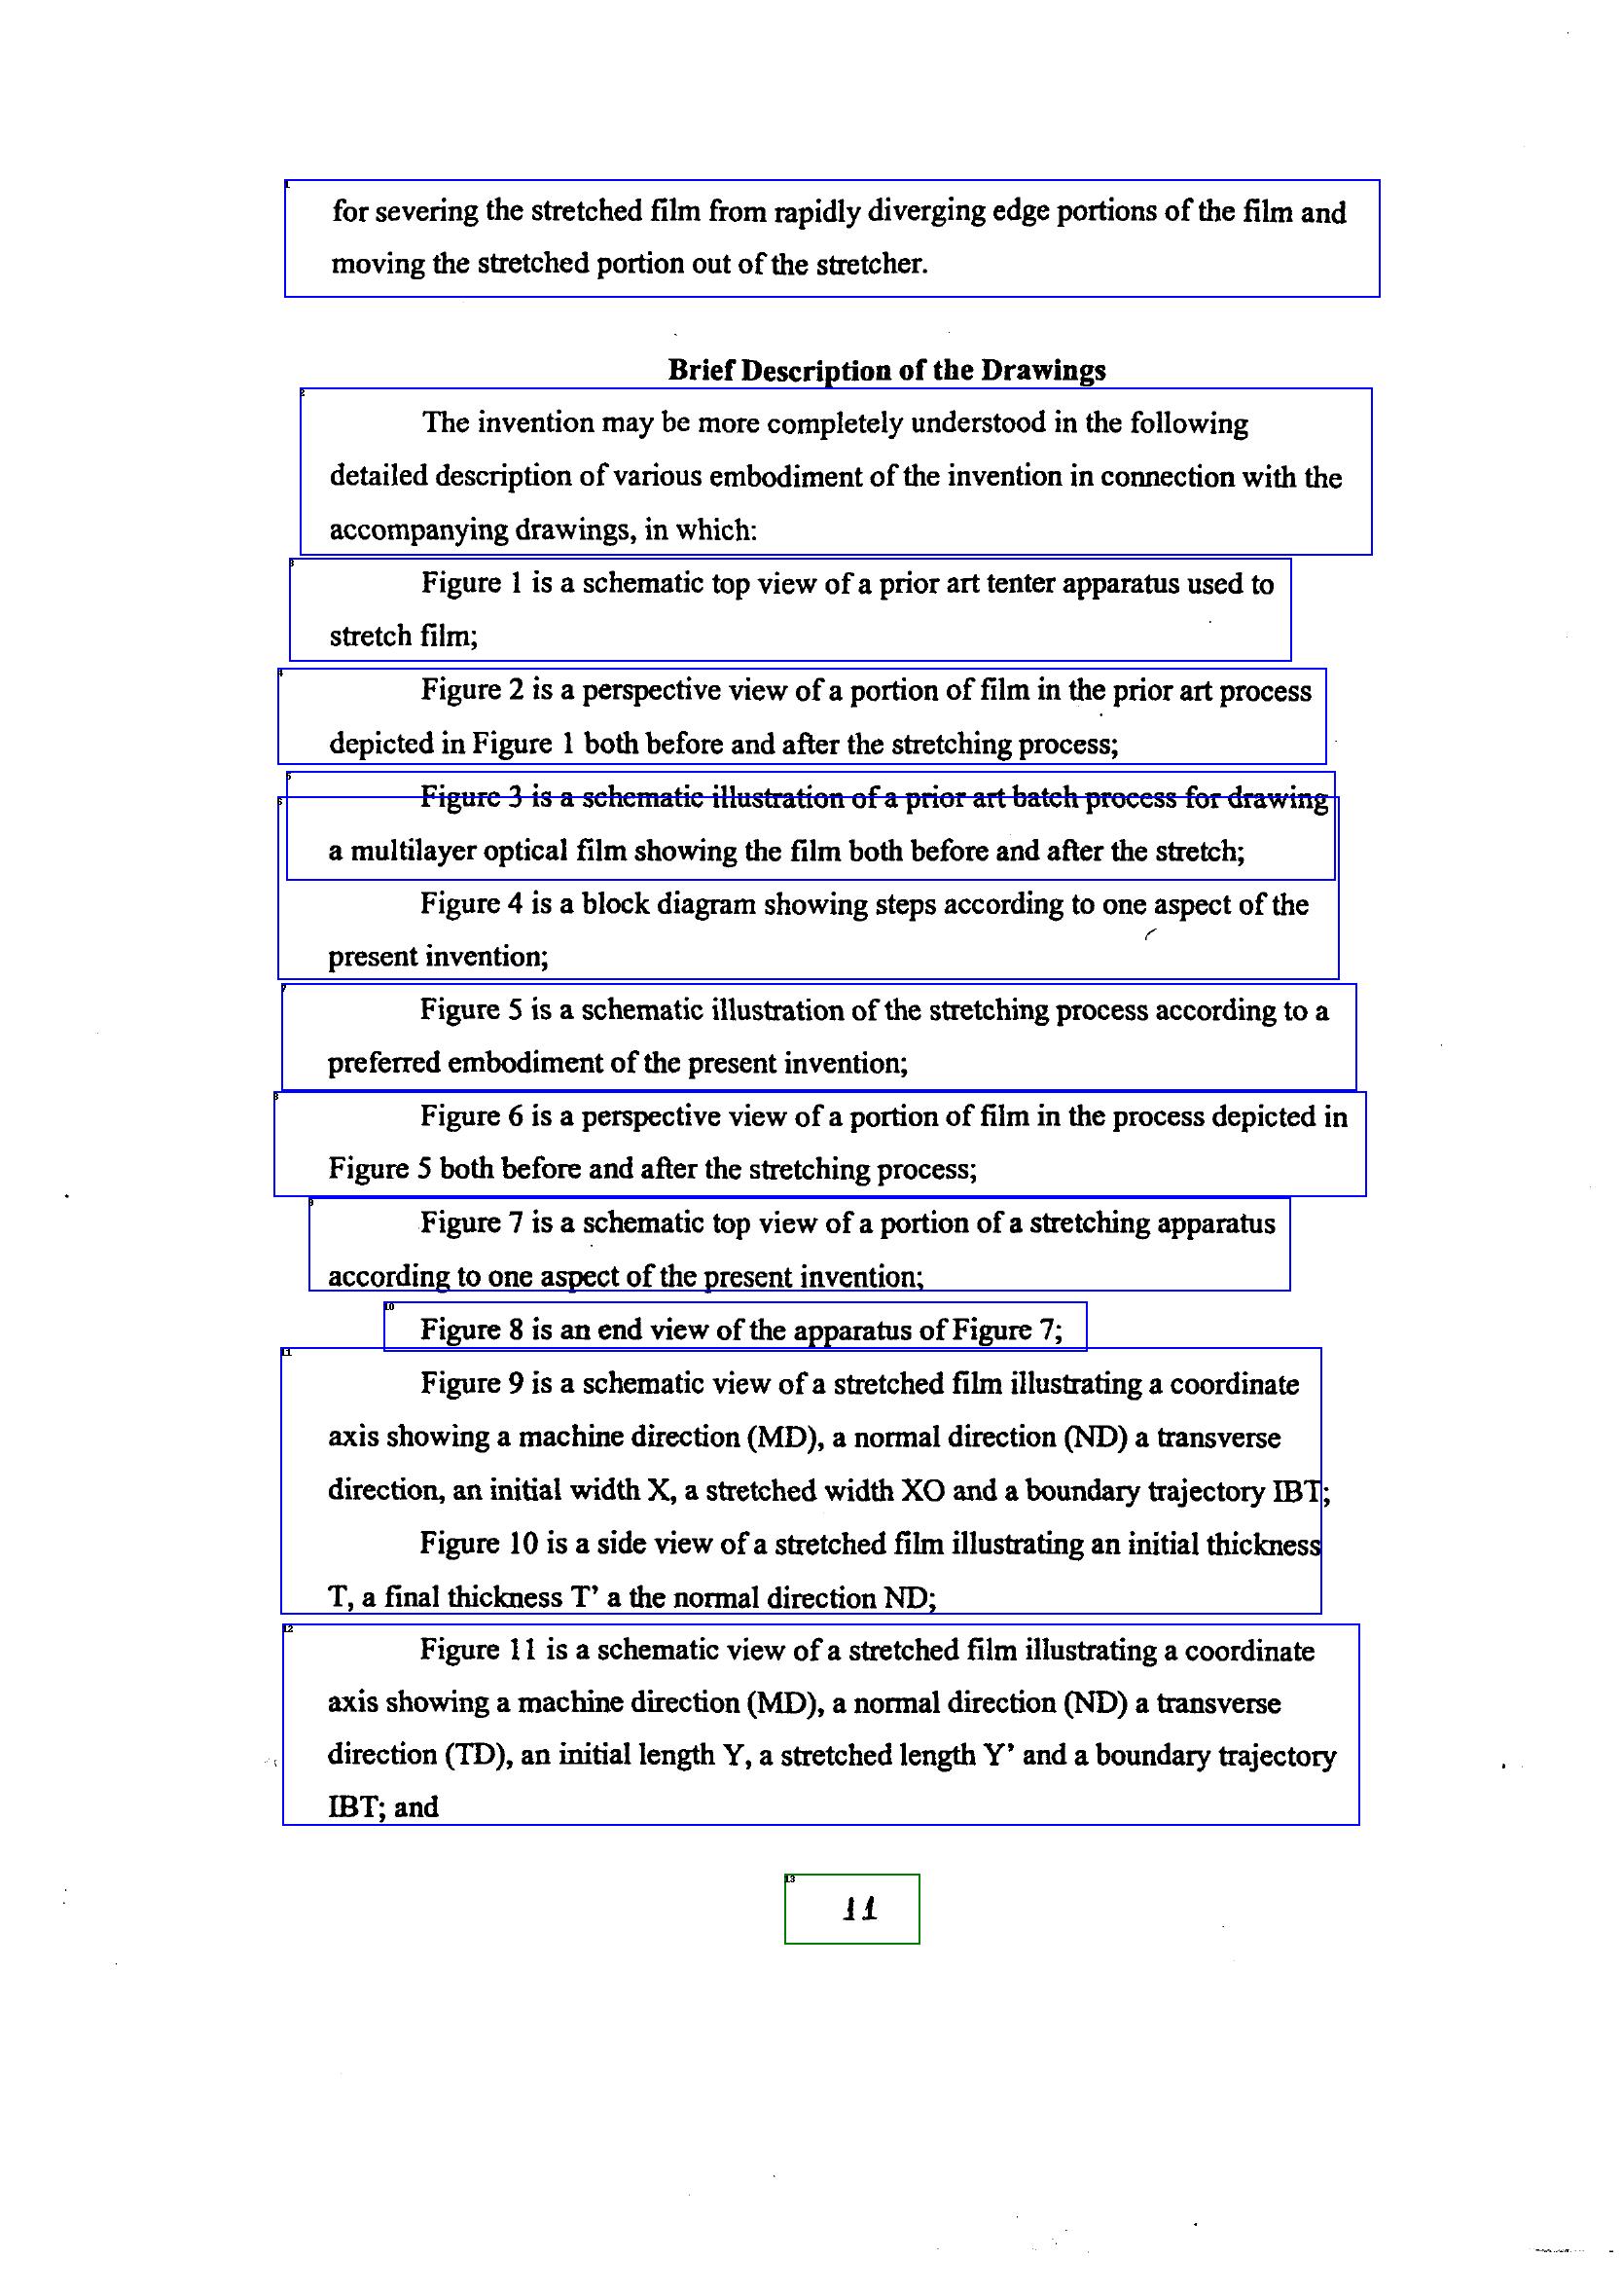 for severing the stretched film from rapidly diverging edge portions of the film and
moving the stretched portion out of the stretcher.
Brief Description of the Drawings
The invention may be more completely understood in the following
detailed description of various embodiment of the invention in connection with the
accompanying drawings, in which:
Figure 1 is a schematic top view of a prior art tenter apparatus used to
stretch film;
Figure 2 is a perspective view of a portion of film in the prior art process
depicted in Figure 1 both before and after the stretching process;
Figure 3 is a schematic illustration of a prior art batch process for drawing
a multilayer optical film showing the film both before and after the stretch;
Figure 4 is a block diagram showing steps according to one aspect of the
present invention;
Figure 5 is a schematic illustration of the stretching process according to a
preferred embodiment of the present invention;
Figure 6 is a perspective view of a portion of film in the process depicted in
Figure 5 both before and after the stretching process;
Figure 7 is a schematic top view of a portion of a stretching apparatus
according to one aspect of the present invention;
10
Figure 8 is an end view of the apparatus of Figure 7;
11
Figure 9 is a schematic view of a stretched film illustrating a coordinate
axis showing a machine direction (MD), a normal direction (ND) a transverse
direction, an initial width X, a stretched width XO and a boundary trajectory IBT;
Figure 10 is a side view of a stretched film illustrating an initial thickness
T, a final thickness T' a the normal direction ND;
12
Figure 11 is a schematic view of a stretched film illustrating a coordinate
axis showing a machine direction (MD), a normal direction (ND) a transverse
direction (TD), an initial length Y, a stretched length Y' and a boundary trajectory
IBT; and
13
11